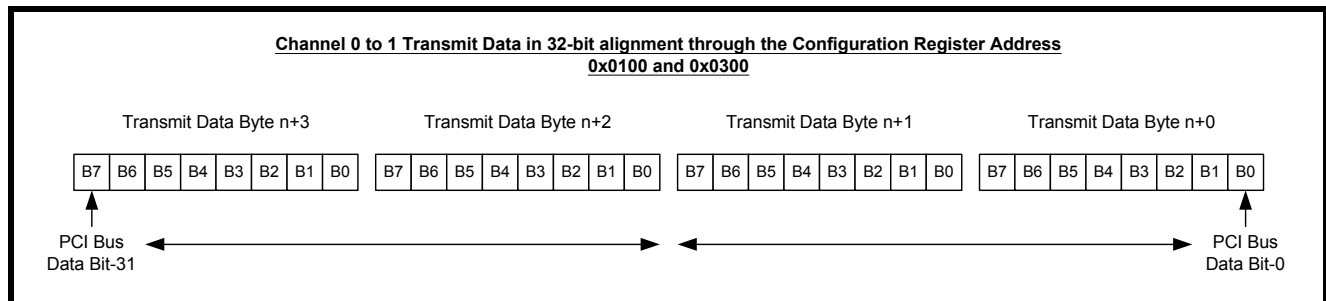 Channel 0 to 1 Transmit Data in 32-bit alignment through the Configuration Register Address
0x0100 and 0x0300
Transmit Data Byte n+3 Transmit Data Byte n+2 Transmit Data Byte n+1 Transmit Data Byte n+0
B7 B6 B5 B4 B3 B2 B1 B0 B7 B6 B5 B4 B3 B2 B1 B0 B7 B6 B5 B4 B3 B2 B1 B0 B7 B6 B5 B4 B3 B2 B1 B0
PCI Bus PCI Bus
Data Bit-31 Data Bit-0